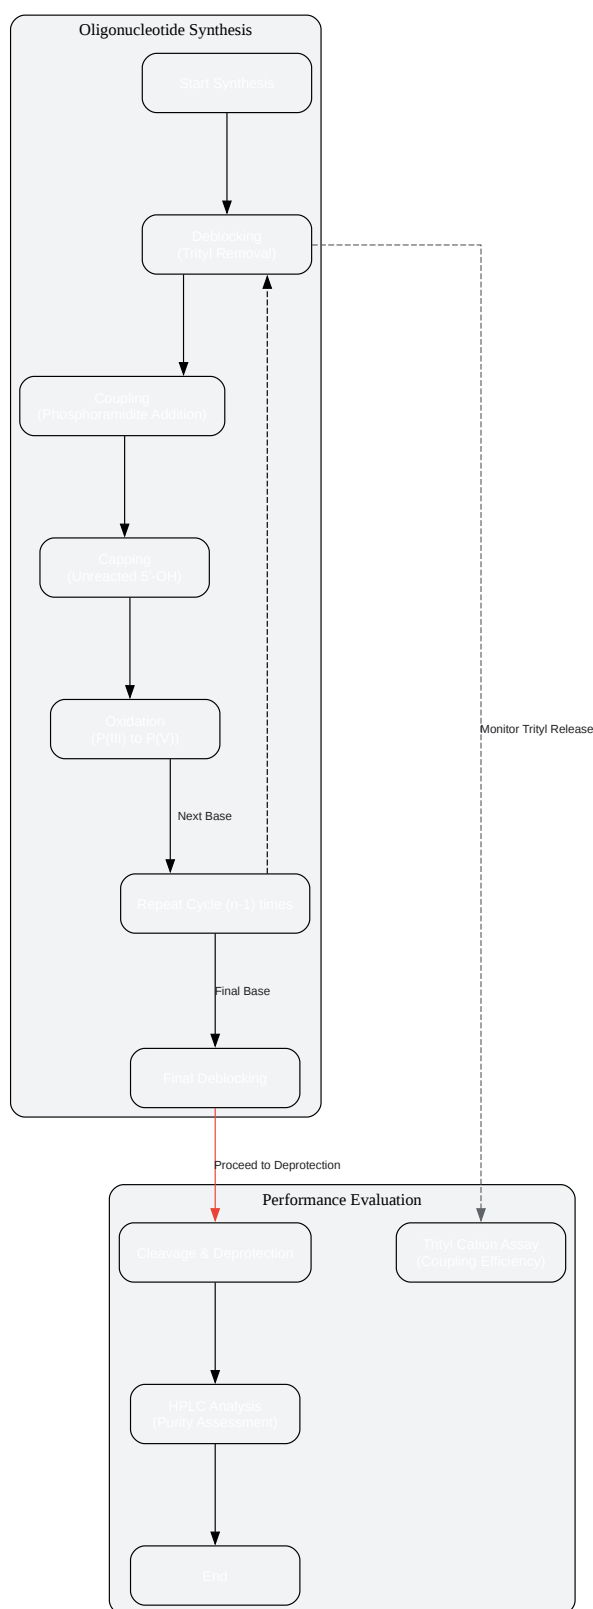 Oligonucleotide Synthesis
Start Synthesis
Deblocking
(Trityl Removal)
Coupling
(Phosphoramidite Addition)
Capping
(Unreacted 5'-OH)
Oxidation
(P(III) to P(V))
Monitor Trityl Release
Next Base
Repeat Cycle (n-1) times
Final Base
Final Deblocking
Proceed to Deprotection
Performance Evaluation
Cleavage & Deprotection
Trityl Cation Assay
(Coupling Efficiency)
HPLC Analysis
(Purity Assessment)
End